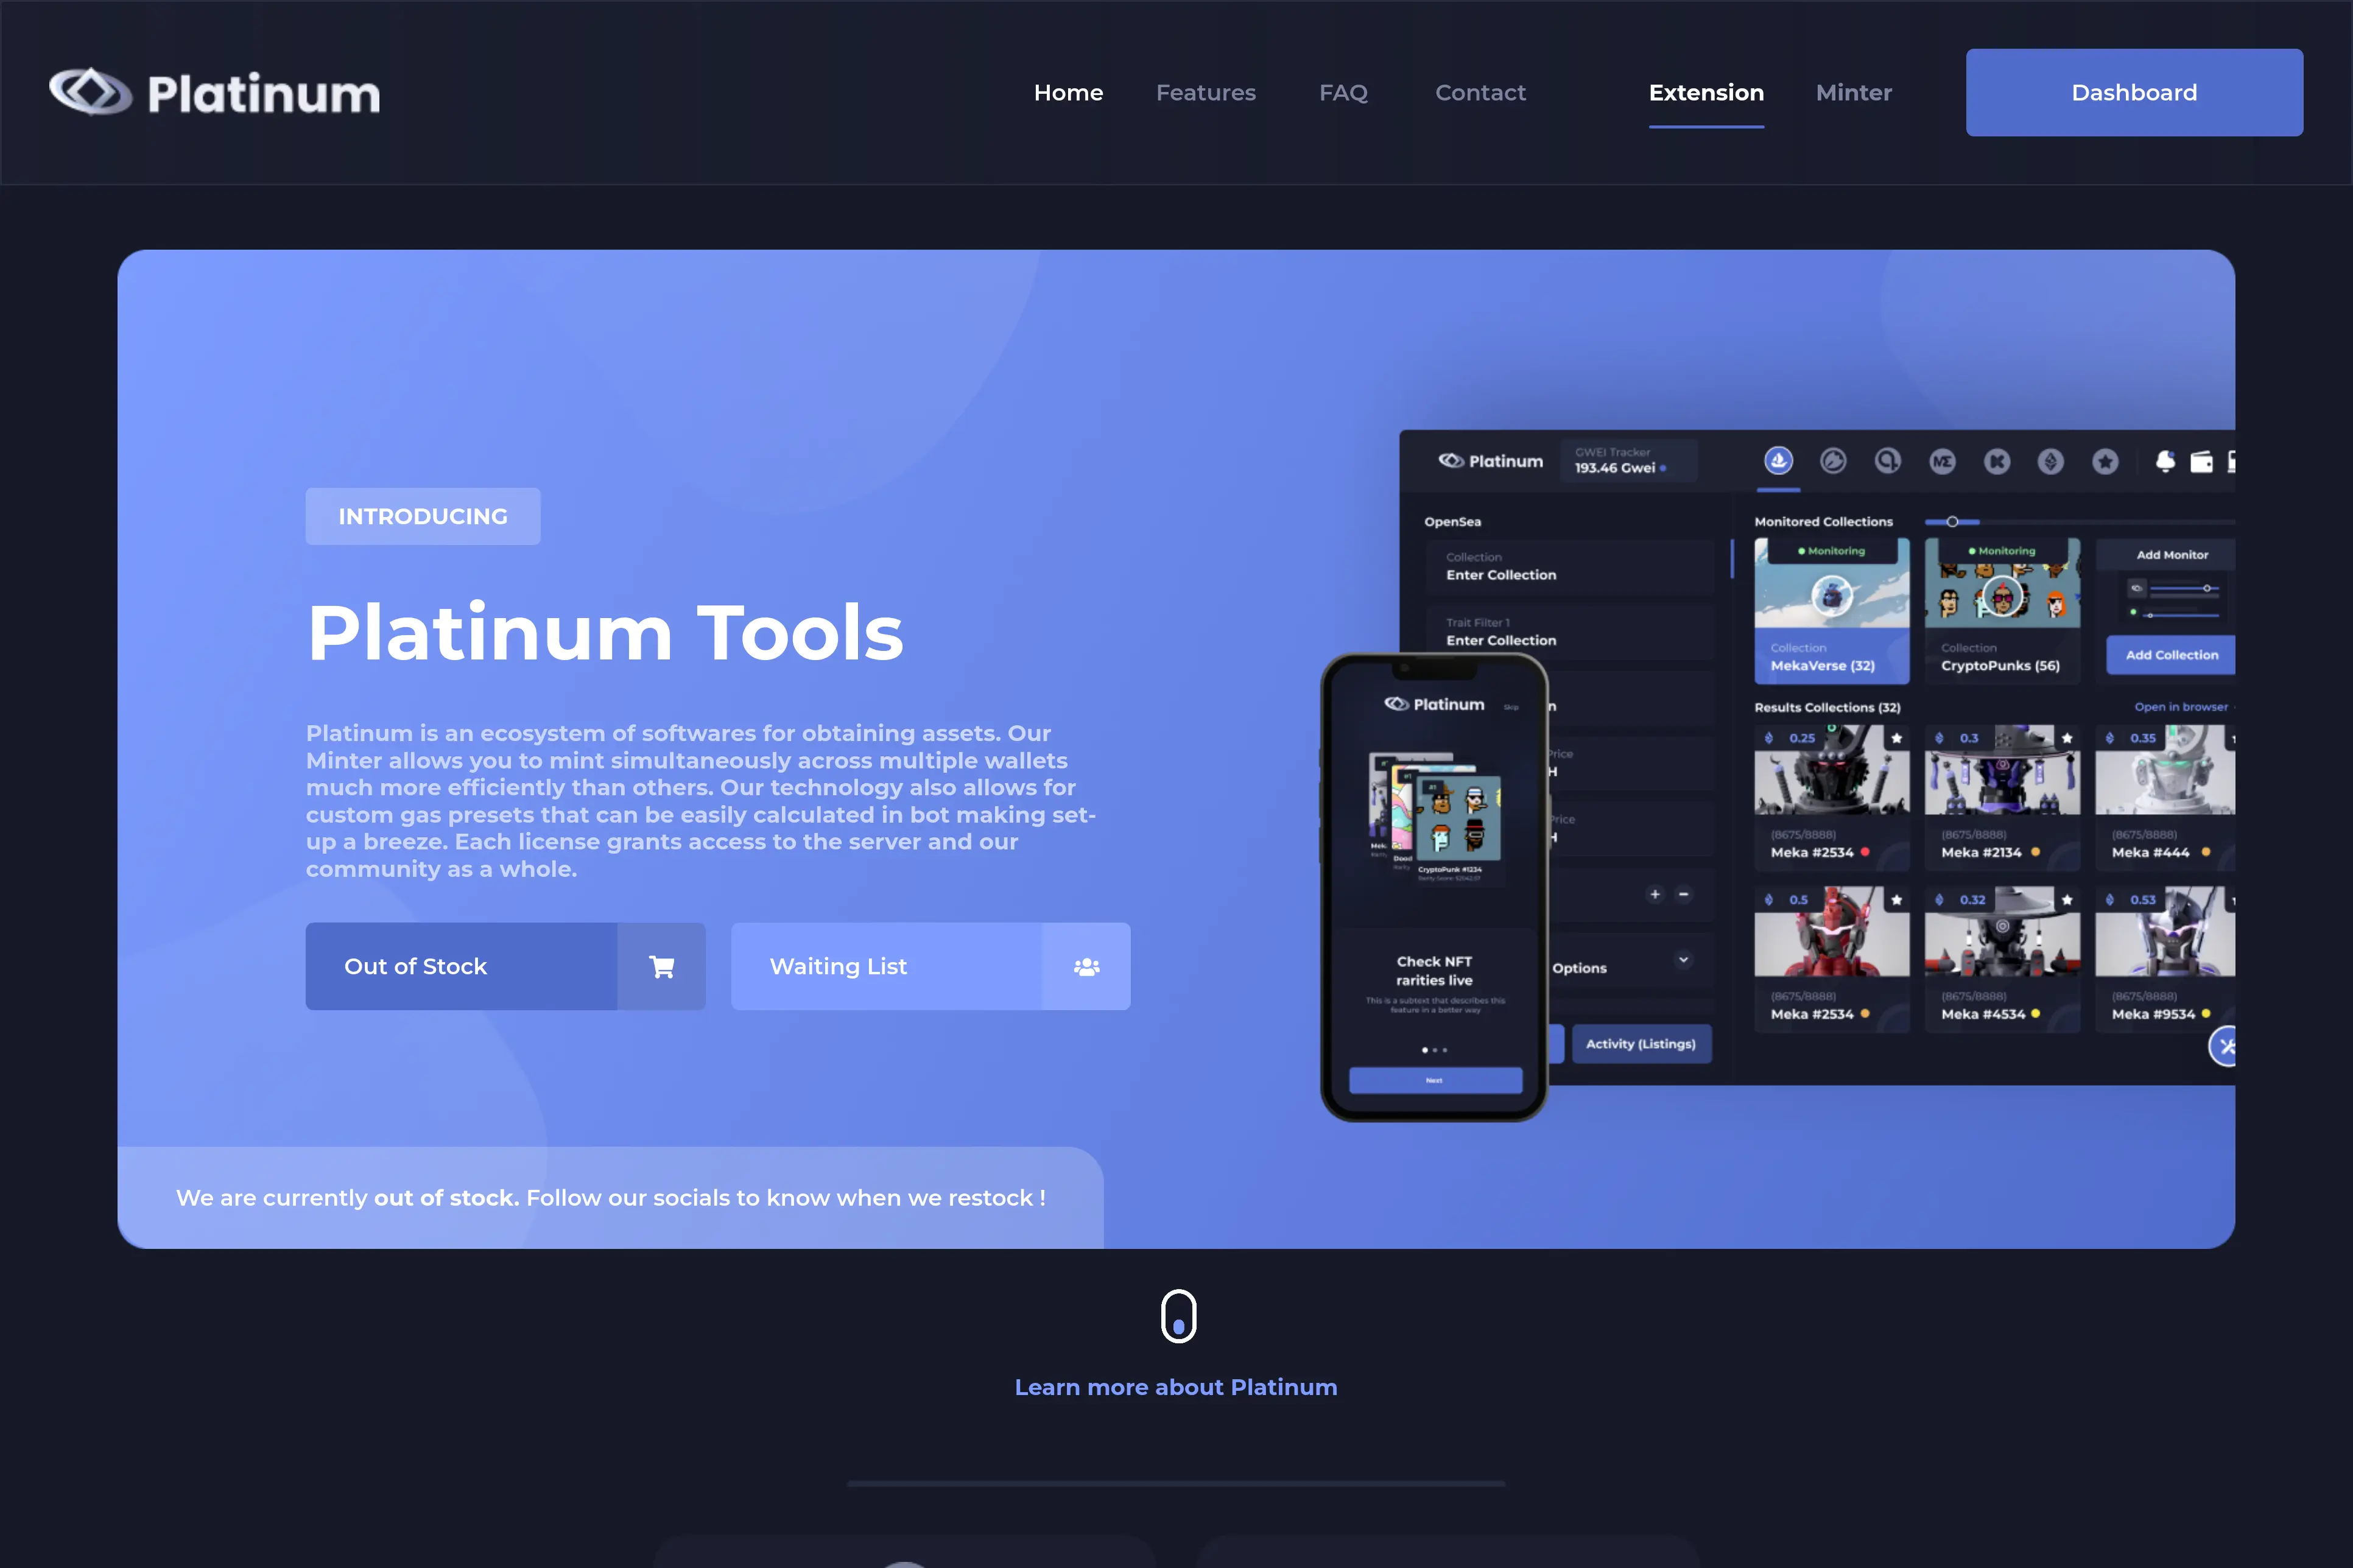 Platinum
Home Features FAQ Contact Extension Minter Dashboard
INTRODUCING
Platinum Tools
Platinum is an ecosystem of softwares for obtaining assets. Our
Minter allows you to mint simultaneously across multiple wallets
much more efficiently than others. Our technology also allows for
custom gas presets that can be easily calculated in bot making set-
up a breeze. Each license grants access to the server and our
community as a whole.
Out of Stock
Waiting List
We are currently out of stock. Follow our socials to know when we restock !
Platinum
GWEI Tracker
193.46 Gwei
ME
OpenSea
Collection
Enter Collection
Trait Filter 1
Enter Collection
Price
Price
Options
Activity (Listings)
Monitored Collections
Monitoring
Collection
MekaVerse (32)
Monitoring
Collection
CryptoPunks (56)
Add Monitor
Add Collection
Results Collections (32)
Open in browser
0.25
(8675/8888)
Meka #2534
0.3
(8675/8888)
Meka #2134
0.35
(8675/8888)
Meka #444
0.5
(8675/8888)
Meka #2534
0.32
(8675/8888)
Meka #4534
0.53
(8675/8888)
Meka #9534
Platinum
Skip
CryptoPunk #1234
Check NFT
rarities live
This is a subtext that describes this
feature in a better way
Next
Learn more about Platinum